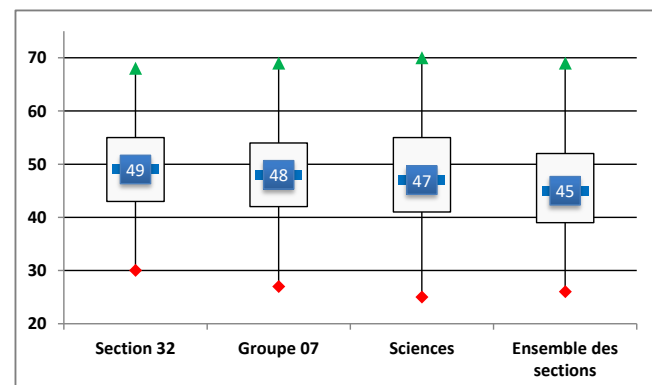 70
60
50
40
30
20
49
48
47
45
Section 32
Groupe 07
Sciences
Ensemble des
sections